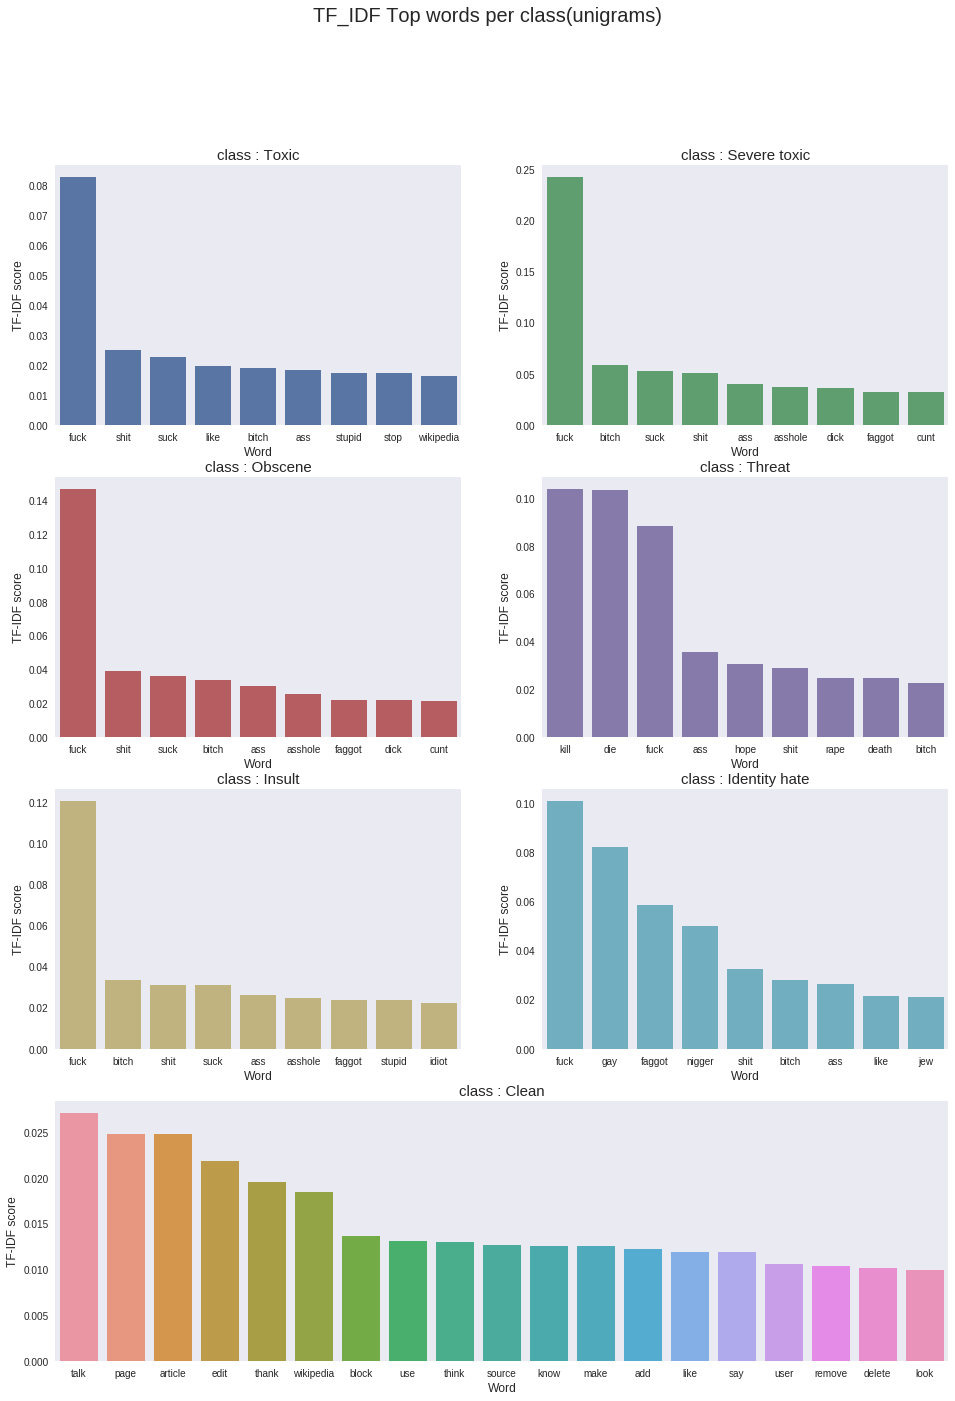 TF_IDF Top words per class(unigrams)
class : Toxic
TF-IDF score
0.08
0.07
0.06
0.05
0.04
0.03
0.02
0.01
0.00
fuck shit suck like bitch ass stupid stop wikipedia
Word
class : Severe toxic
TF-IDF score
0.25
0.20
0.15
0.10
0.05
0.00
fuck bitch suck shit ass asshole dick faggot cunt
Word
class : Obscene
TF-IDF score
0.14
0.12
0.10
0.08
0.06
0.04
0.02
0.00
fuck shit suck bitch ass asshole faggot dick cunt
Word
class : Threat
TF-IDF score
0.10
0.08
0.06
0.04
0.02
0.00
kill die fuck ass hope shit rape death bitch
Word
class : Insult
TF-IDF score
0.12
0.10
0.08
0.06
0.04
0.02
0.00
fuck bitch shit suck ass asshole faggot stupid idiot
Word
class : Identity hate
TF-IDF score
0.10
0.08
0.06
0.04
0.02
0.00
fuck gay faggot nigger shit bitch ass like jew
Word
class : Clean
TF-IDF score
0.025
0.020
0.015
0.010
0.005
0.000
talk page article edit thank wikipedia block use think source know make add like say user remove delete look
Word